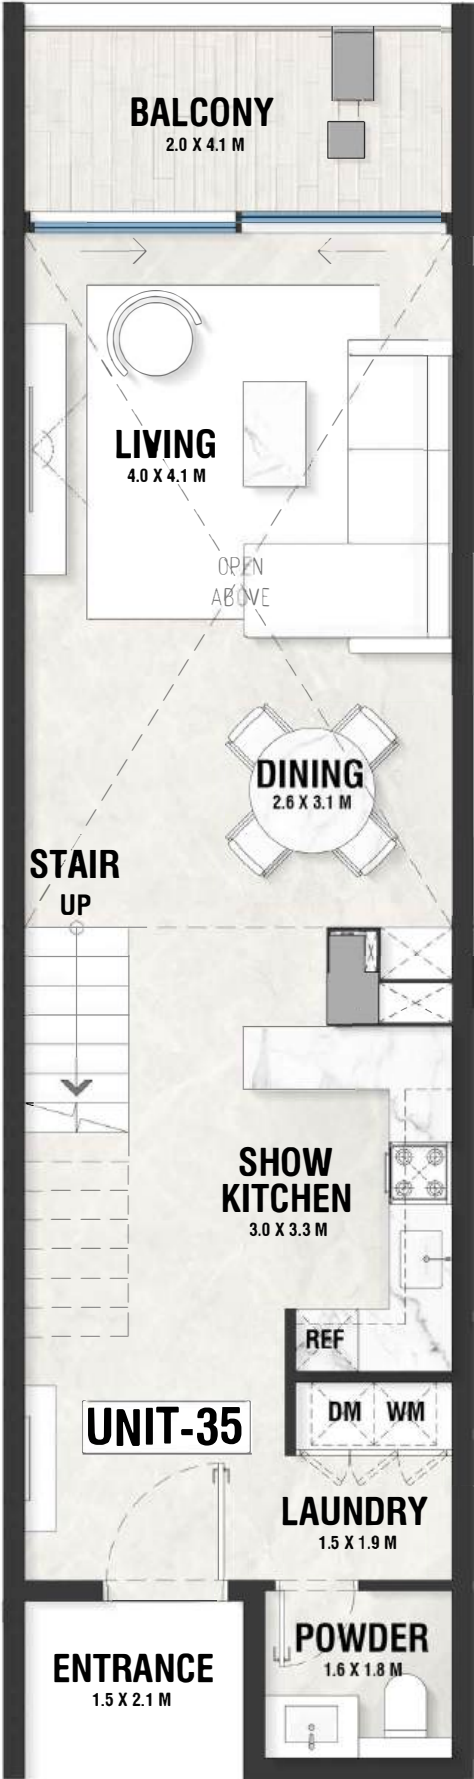 BALCONY
2.0 X 4.1 M
LIVING
4.0 X 4.1 M
OPEN
ABOVE
DINING
2.6 X 3.1 M
STAIR
UP
SHOW
KITCHEN
3.0 X 3.3 M
REF
UNIT-35
DM WM
LAUNDRY
1.5 X 1.9 M
ENTRANCE
1.5 X 2.1 M
POWDER
1.6 X 1.8 M